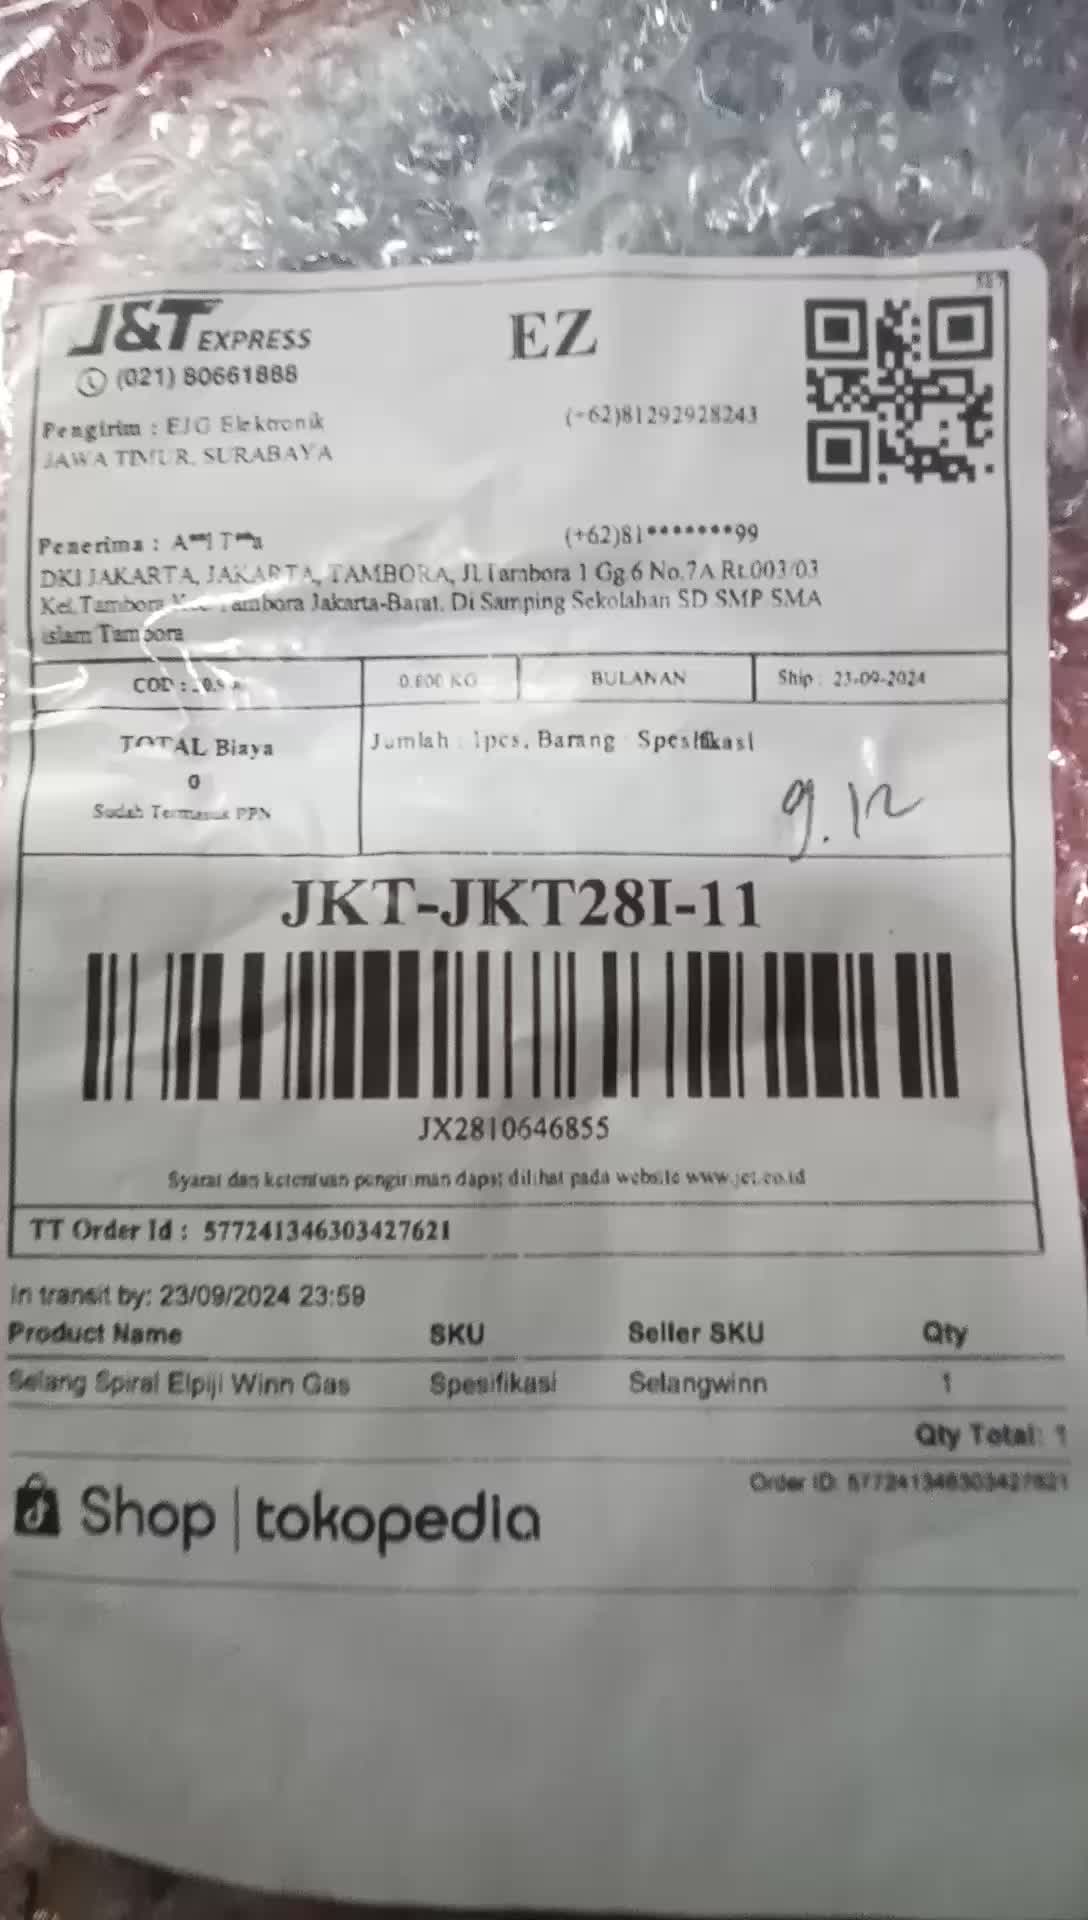 J&T EXPRESS
EZ
(021) 80661888
Pengirim : EJG Elektronik
(+62)81292928243
JAWA TIMUR, SURABAYA
Penerima : A**l T**a
(+62)81*******99
DKI JAKARTA, JAKARTA, TAMBORA, Jl.Tambora 1 Gg.6 No.7A Rt.003/03
Kel.Tambora Kec Tambora Jakarta-Barat. Di Samping Sekolahan SD SMP SMA
islam Tambora
COD :
0.800 KG
BULANAN
Ship : 23-09-2024
TOTAL Biaya
0
Sudah Termasuk PPN
Jumlah : 1pcs, Barang : Spesifikasi
9.12
JKT-JKT28I-11
JX2810646855
Syarat dan ketentuan pengiriman dapat dilihat pada website www.jet.co.id
TT Order Id : 577241346303427621
In transit by: 23/09/2024 23:59
Product Name SKU Seller SKU Qty
Selang Spiral Elpiji Winn Gas Spesifikasi Selangwinn 1
Qty Total: 1
Order ID: 577241346303427621
Shop | tokopedia